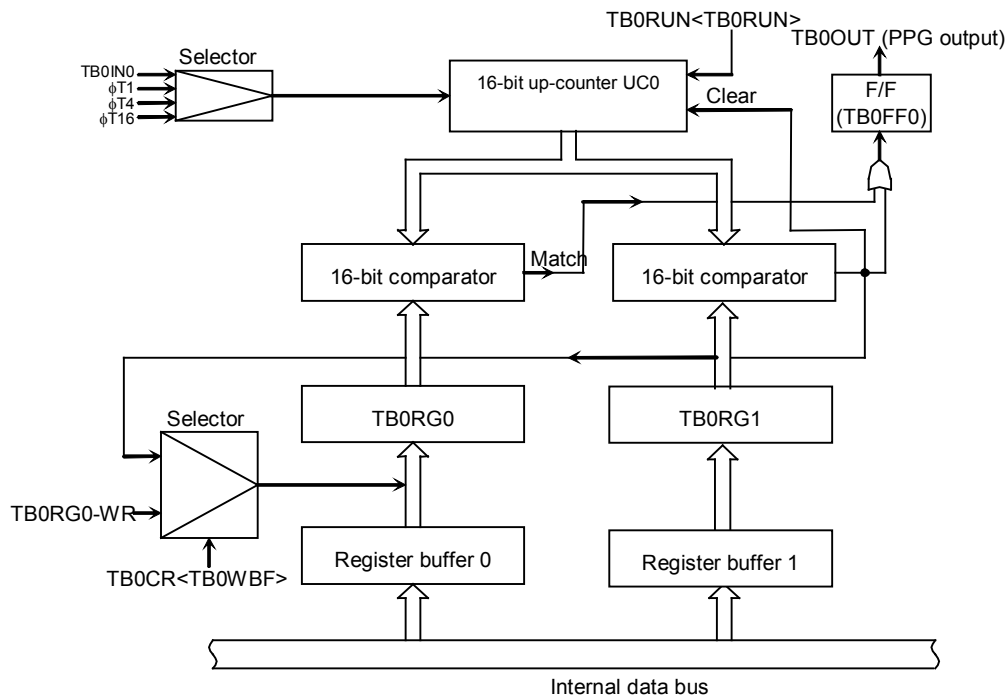 TB0RUN<TB0RUN>
TB0OUT (PPG output)
Selector
TB0IN0
ϕT1
ϕT4
ϕT16
16-bit up-counter UC0
Clear
F/F
(TB0FF0)
16-bit comparator
Match
16-bit comparator
TB0RG0
TB0RG1
Selector
TB0RG0-WR
Register buffer 0
Register buffer 1
TB0CR<TB0WBF>
Internal data bus